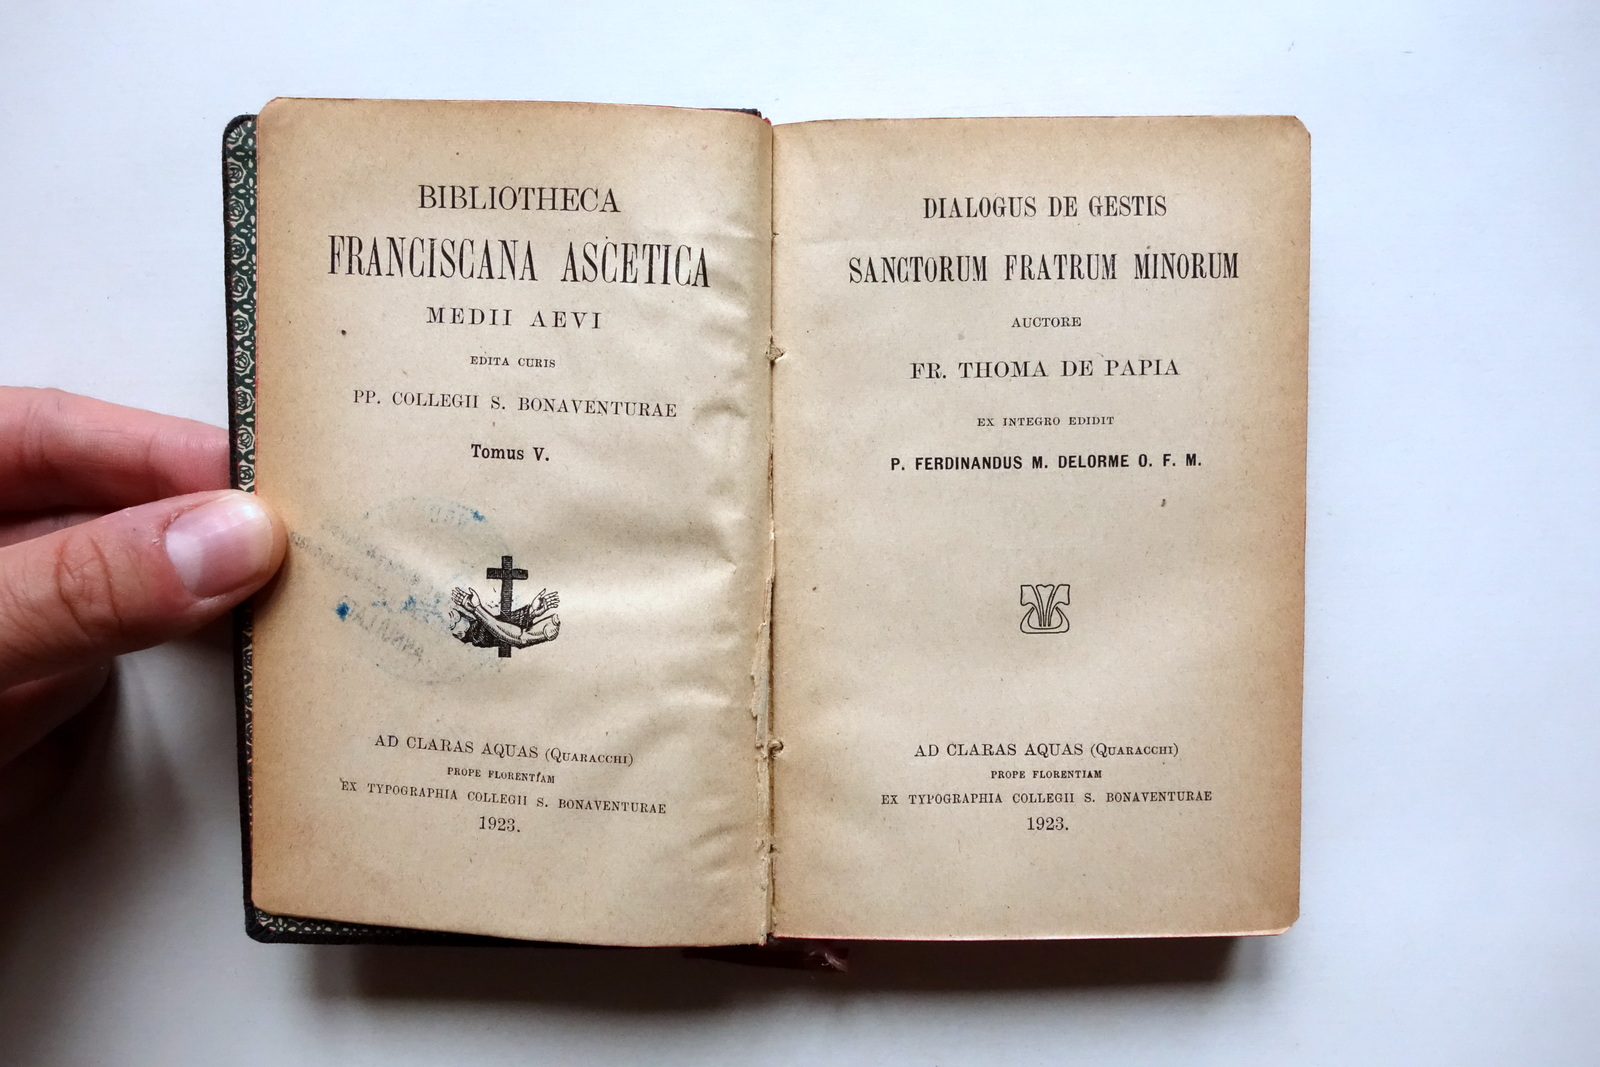 BIBLIOTHECA
FRANCISCANA ASCETICA
MEDII AEVI
EDITA CURIS
PP. COLLEGII S. BONAVENTURAE
Tomus V.
AD CLARAS AQUAS (QUARACCHI)
PROPE FLORENTIAM
EX TYPOGRAPHIA COLLEGII S. BONAVENTURAE
1923.
DIALOGUS DE GESTIS
SANCTORUM FRATRUM MINORUM
AUCTORE
FR. THOMA DE PAPIA
EX INTEGRO EDIDIT
P. FERDINANDUS M. DELORME O. F. M.
AD CLARAS AQUAS (QUARACCHI)
PROPE FLORENTIAM
EX TYPOGRAPHIA COLLEGII S. BONAVENTURAE
1923.